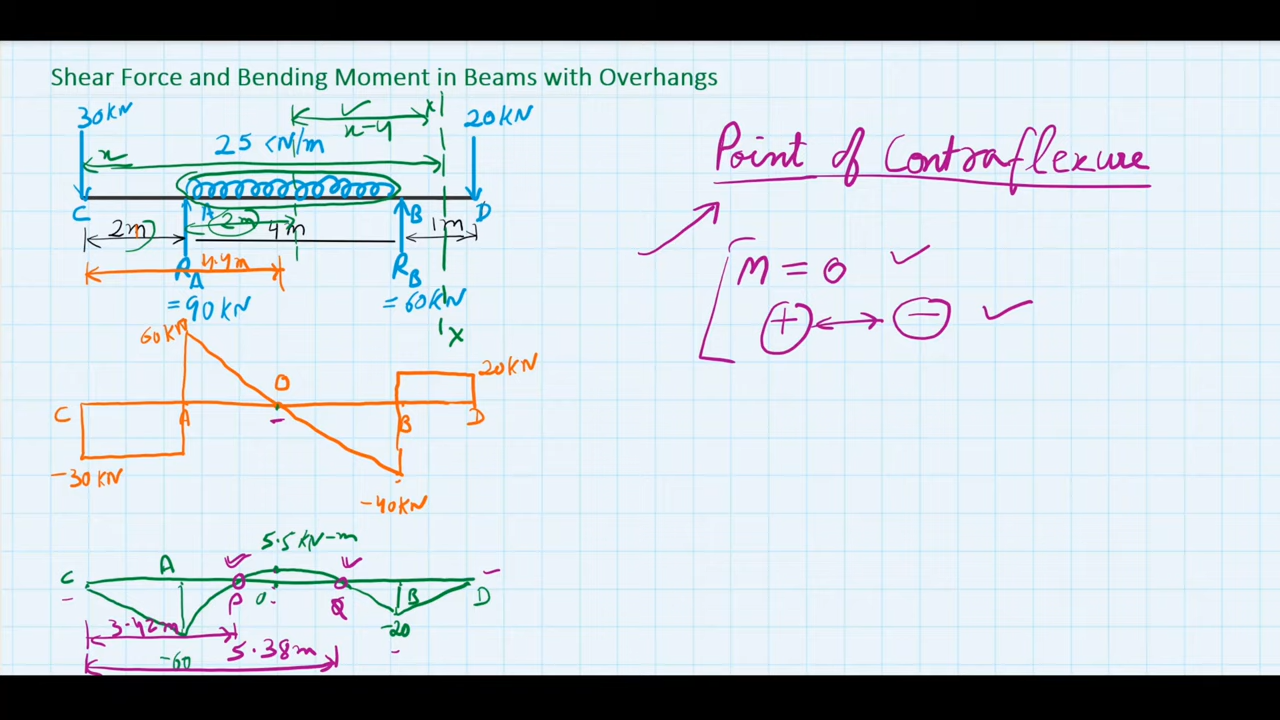 Shear Force and Bending Moment in Beams with Overhangs
30KN
x
25 KN/m
x-4
x
20KN
C
A
B
D
2m
2m
4m
1m
4.4m
RA
=90KN
RB
=60KN
x
60KN
O
20KN
C
A
B
D
-30KN
-40KN
5.5KN-m
C
A
P
O
Q
B
D
3.42m
-60
5.38m
-20
Point of Contraflexure
M = 0 ✓
+ ↔ - ✓